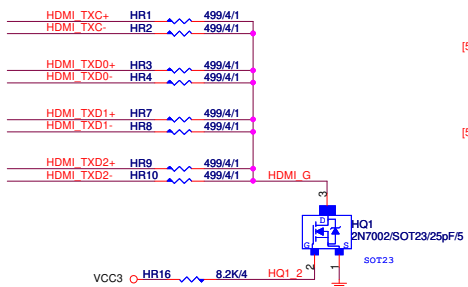 HDMI_TXC+ HR1 499/4/1
HDMI_TXC- HR2 499/4/1
[5
HDMI_TXD0+ HR3 499/4/1
HDMI_TXD0- HR4 499/4/1
HDMI_TXD1+ HR7 499/4/1
HDMI_TXD1- HR8 499/4/1
[5
HDMI_TXD2+ HR9 499/4/1
HDMI_TXD2- HR10 499/4/1 HDMI_G
3
D
HQ1
2N7002/SOT23/25pF/5
G S
SOT23
2 1
VCC3 HR16 8.2K/4 HQ1_2